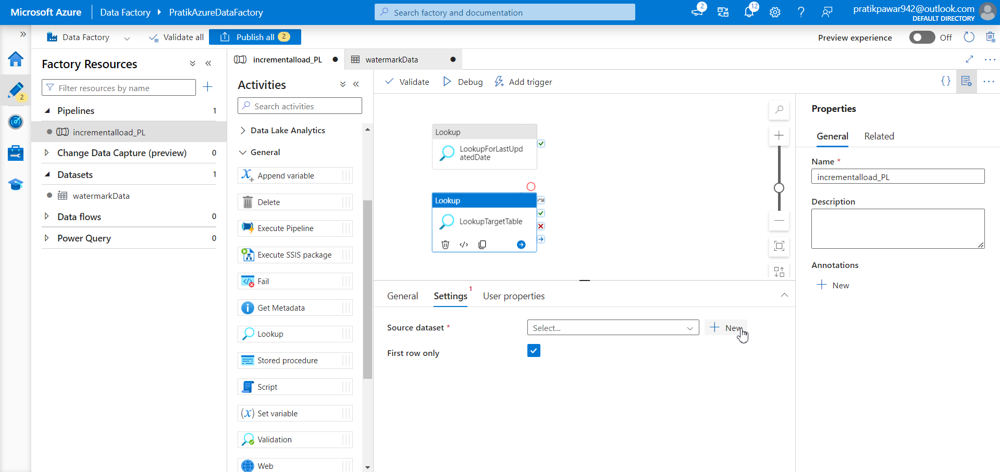 Microsoft Azure
Data Factory
PratikAzureDataFactory
Search factory and documentation
2
12
pratikpawar942@outlook.com
DEFAULT DIRECTORY
Data Factory
Validate all
Publish all 2
Preview experience
Off
2
Factory Resources
Filter resources by name
Pipelines 1
incrementalload_PL
Change Data Capture (preview) 0
Datasets 1
watermarkData
Data flows 0
Power Query 0
incrementalload_PL
watermarkData
Activities
Search activities
Data Lake Analytics
General
Append variable
Delete
Execute Pipeline
Execute SSIS package
Fail
Get Metadata
Lookup
Stored procedure
Script
Set variable
Validation
Web
Validate
Debug
Add trigger
Lookup
LookupForLastUpd
atedDate
Lookup
LookupTargetTable
General
Settings 1
User properties
Source dataset *
Select...
New
First row only
Properties
General
Related
Name *
incrementalload_PL
Description
Annotations
New